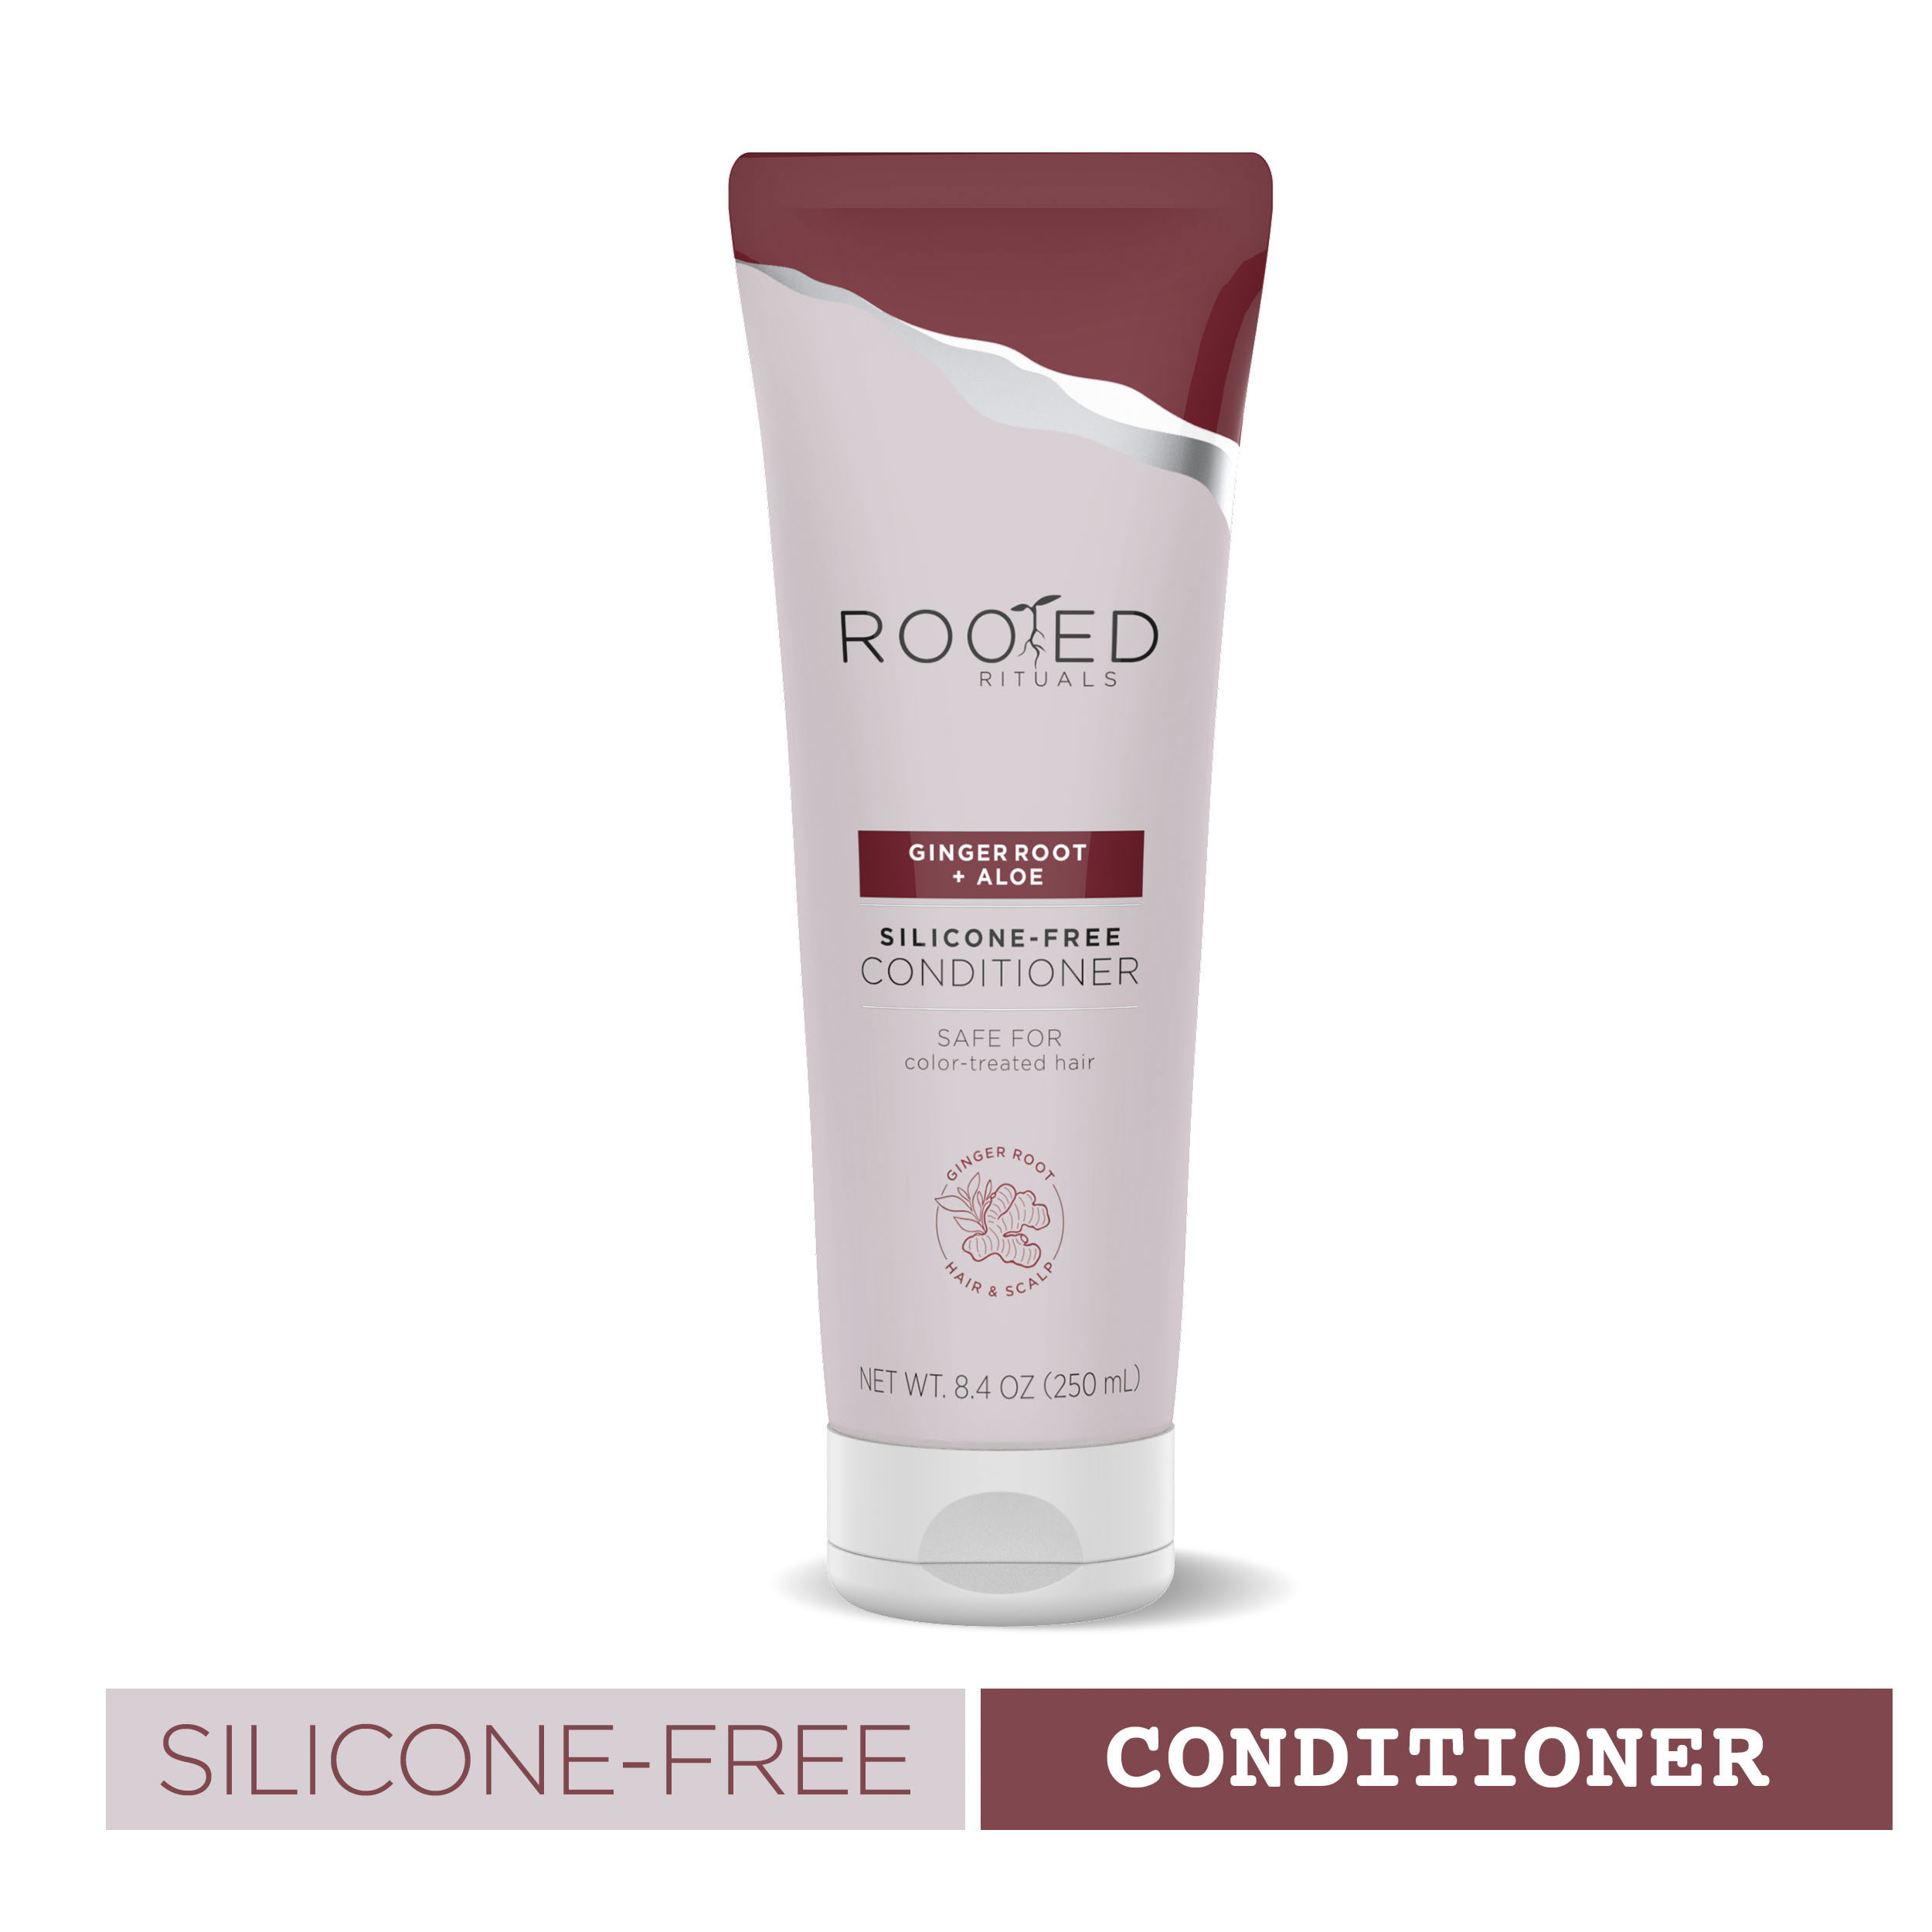 ROOTED
RITUALS
GINGER ROOT
+ ALOE
SILICONE-FREE
CONDITIONER
SAFE FOR
color-treated hair
GINGER ROOT
HAIR & SCALP
NET WT. 8.4 OZ (250 mL)
SILICONE-FREE
CONDITIONER